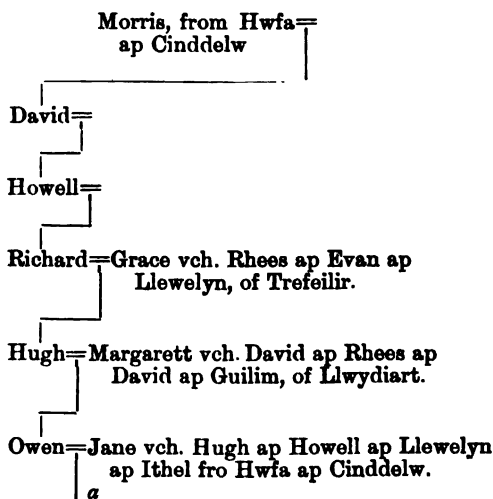 Morris, from Hwfa=
ap Cinddelw
David=
Howell=
Richard=Grace vch. Rhees ap Evan ap
Llewelyn, of Trefeilir.
Hugh=Margarett vch. David ap Rhees ap
David ap Guilim, of Llwydiart.
Owen=Jane vch. Hugh ap Howell ap Llewelyn
ap Ithel fro Hwfa ap Cinddelw.
a